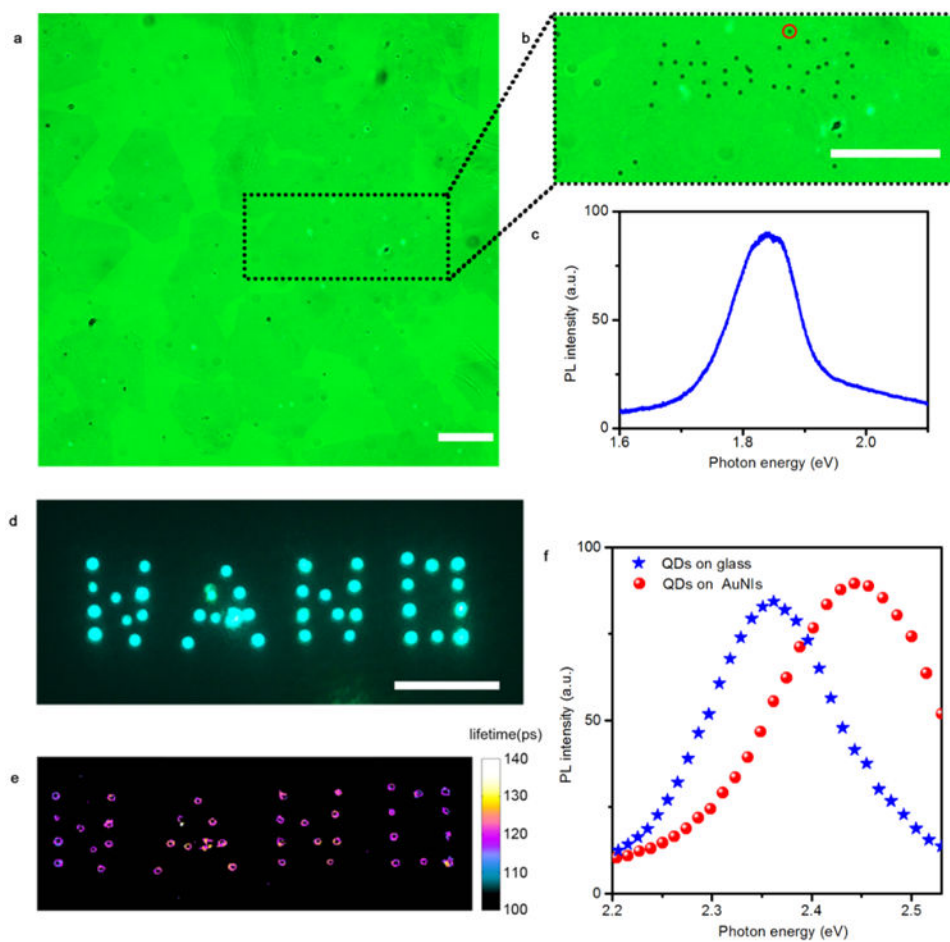 a
b
c
100
50
0
PL intensity (a.u.)
1.6
1.8
2.0
Photon energy (eV)
d
NANO
e
lifetime(ps)
140
130
120
110
100
f
QDs on glass
QDs on AuNIs
100
50
0
PL intensity (a.u.)
2.2
2.3
2.4
2.5
Photon energy (eV)